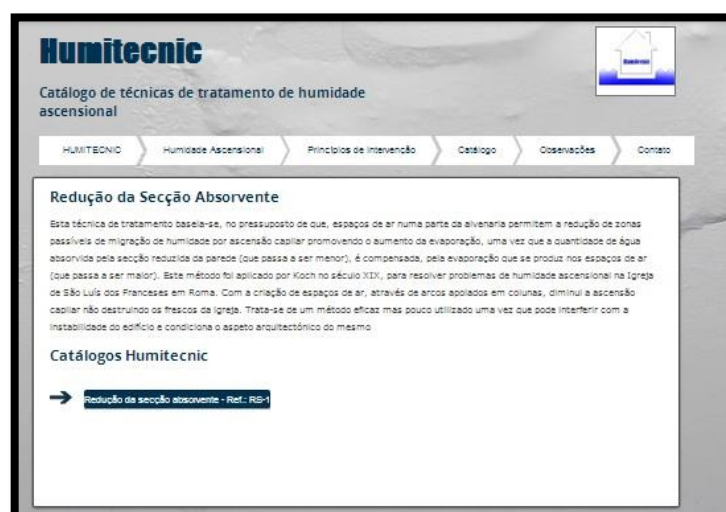 Humitecnic
Catálogo de técnicas de tratamento de humidade
ascensional
HUMITECNIC
Humidade Ascensional
Princípios de Intervenção
Catálogo
Observações
Contato
Redução da Secção Absorvente
Esta técnica de tratamento baseia-se, no pressuposto de que, espaços de ar numa parte da alvenaria permitem a redução de zonas
passíveis de migração de humidade por ascensão capilar promovendo o aumento da evaporação, uma vez que a quantidade de água
absorvida pela secção reduzida da parede (que passa a ser menor), é compensada, pela evaporação que se produz nos espaços de ar
(que passa a ser maior). Este método foi aplicado por Koch no século XIX, para resolver problemas de humidade ascensional na Igreja
de São Luís dos Franceses em Roma. Com a criação de espaços de ar, através de arcos apoiados em colunas, diminui a ascensão
capilar não destruindo os frescos da igreja. Trata-se de um método eficaz mas pouco utilizado uma vez que pode interferir com a
instabilidade do edifício e condiciona o aspeto arquitectónico do mesmo
Catálogos Humitecnic
Redução da secção absorvente - Ref.: RS-1